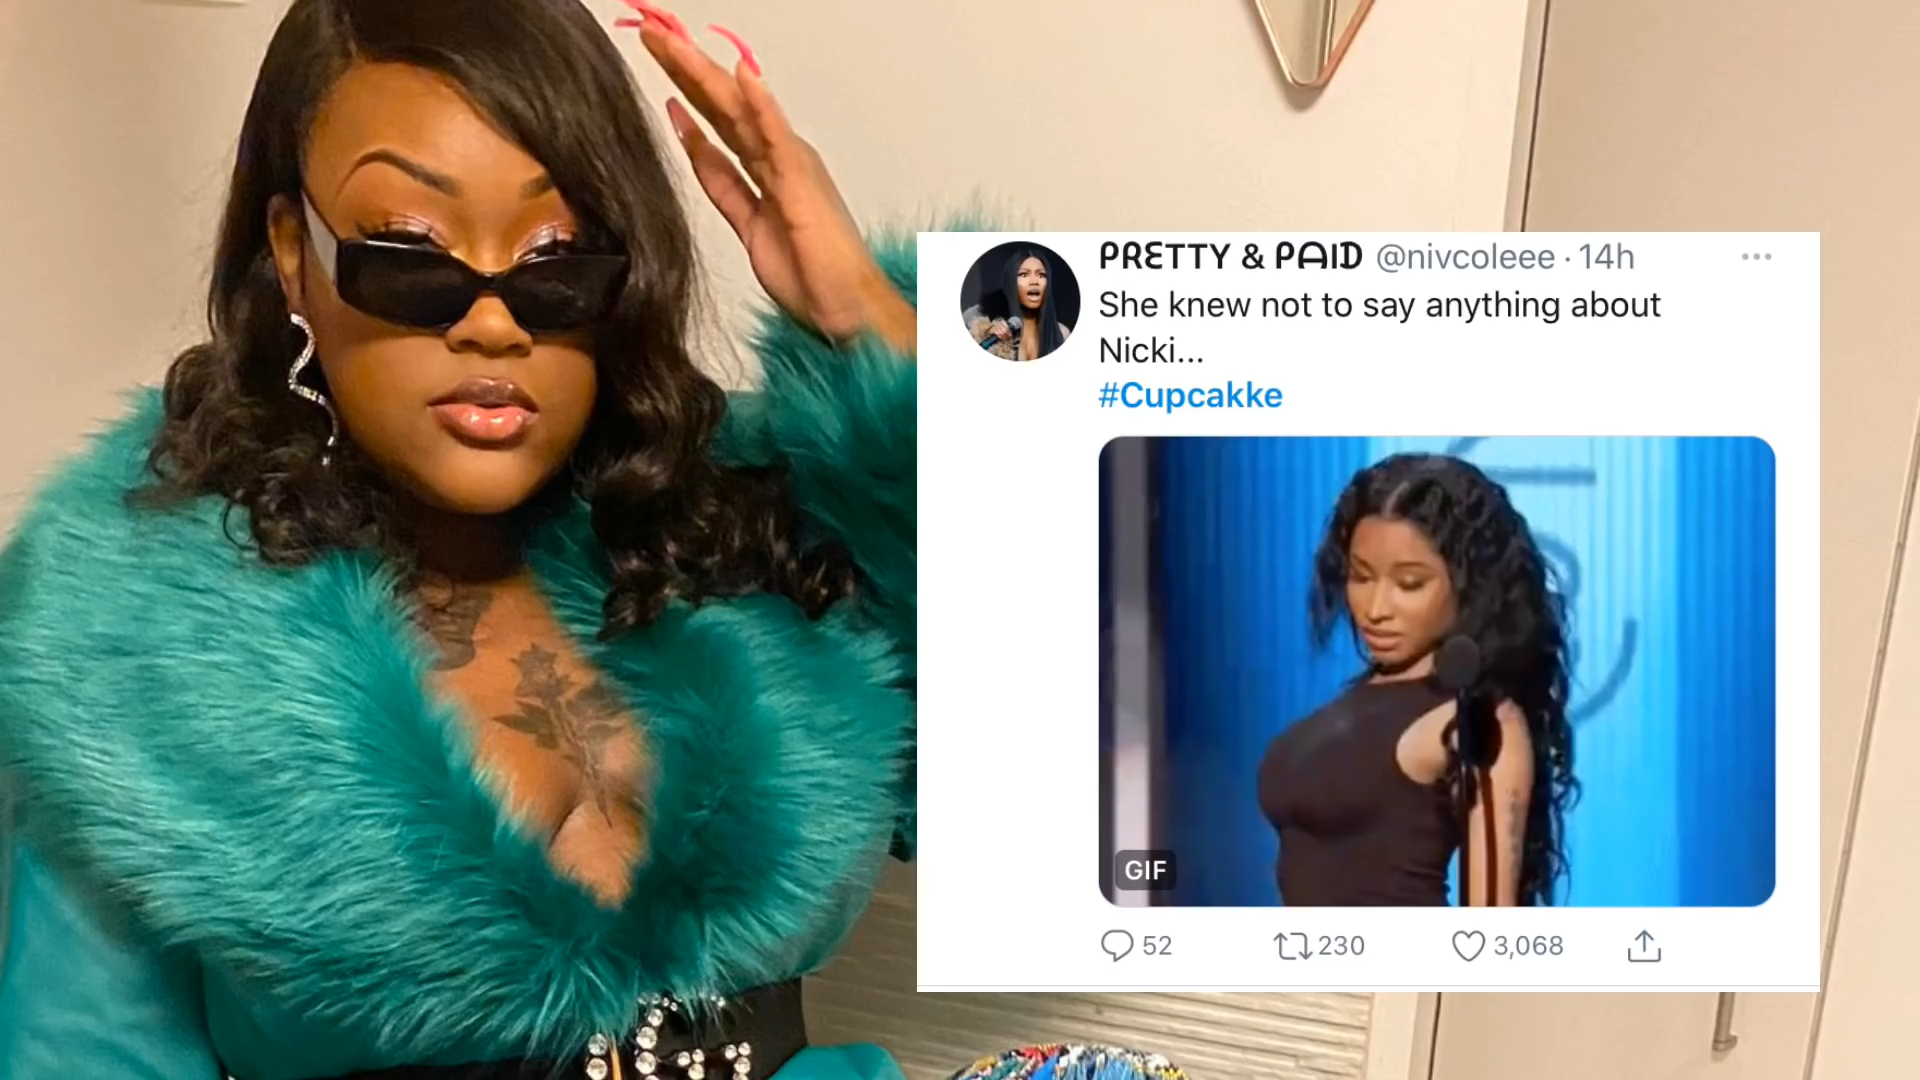 PRETTY & PAID @nivcoleee · 14h
She knew not to say anything about
Nicki...
#Cupcakke
GIF
52 230 3,068